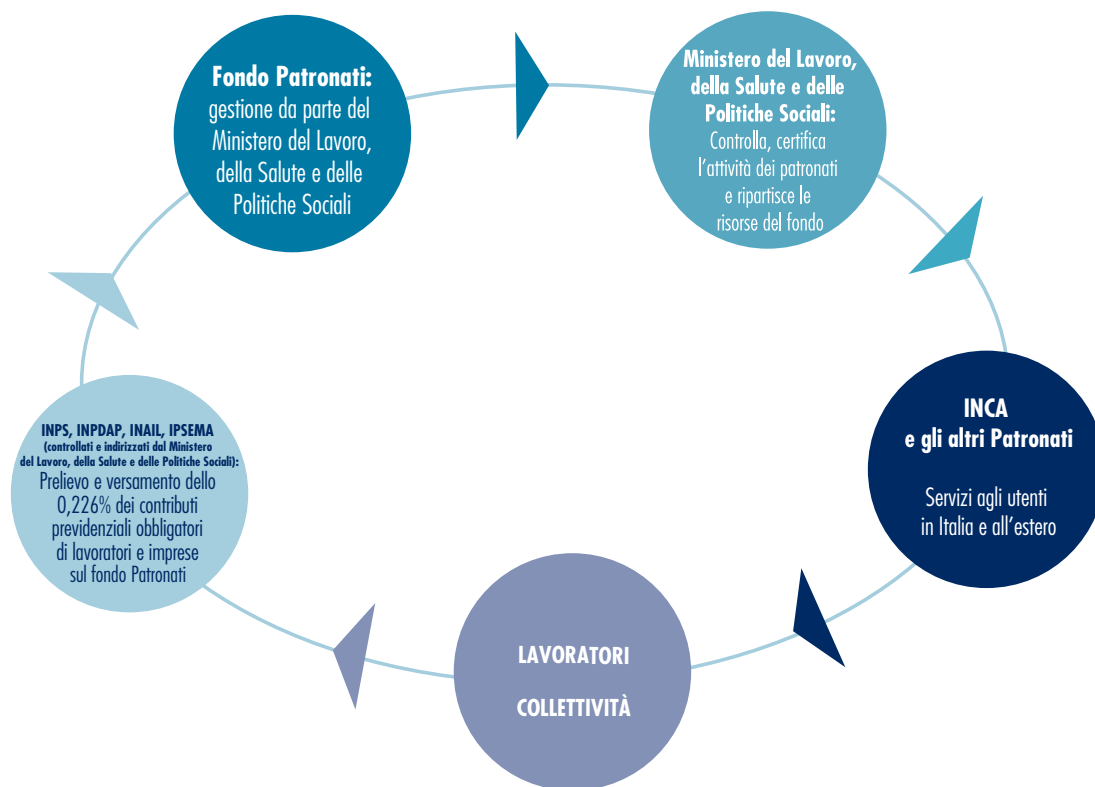 Fondo Patronati:
gestione da parte del
Ministero del Lavoro,
della Salute e delle
Politiche Sociali
Ministero del Lavoro,
della Salute e delle
Politiche Sociali:
Controlla, certifica
l'attività dei patronati
e ripartisce le
risorse del fondo
INCA
e gli altri Patronati
Servizi agli utenti
in Italia e all'estero
LAVORATORI
COLLETTIVITÀ
INPS, INPDAP, INAIL, IPSEMA
(controllati e indirizzati dal Ministero
del Lavoro, della Salute e delle Politiche Sociali):
Prelievo e versamento dello
0,226% dei contributi
previdenziali obbligatori
di lavoratori e imprese
sul fondo Patronati